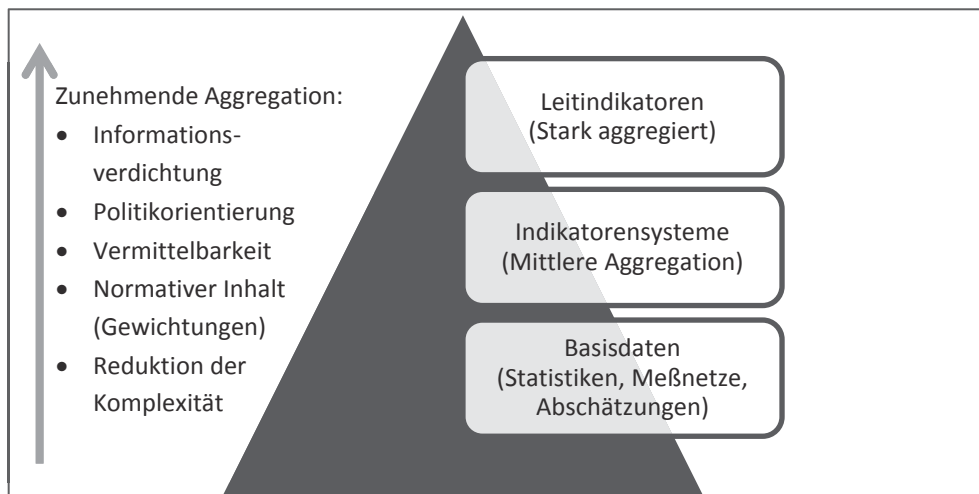 Zunehmende Aggregation:
• Informations-
verdichtung
• Politikorientierung
• Vermittelbarkeit
• Normativer Inhalt
(Gewichtungen)
• Reduktion der
Komplexität
Leitindikatoren
(Stark aggregiert)
Indikatorensysteme
(Mittlere Aggregation)
Basisdaten
(Statistiken, Meßnetze,
Abschätzungen)